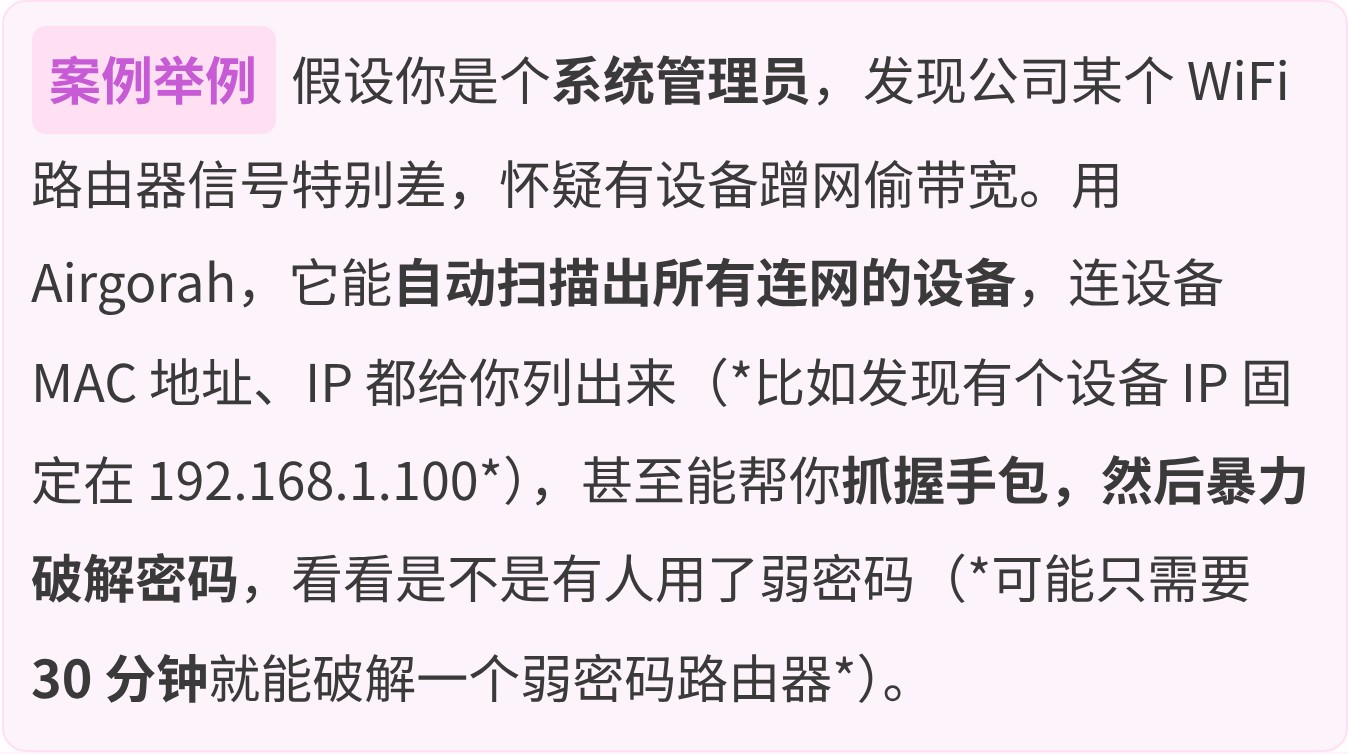 案例举例 假设你是个系统管理员，发现公司某个 WiFi
路由器信号特别差，怀疑有设备蹭网偷带宽。用
Airgorah，它能自动扫描出所有连网的设备，连设备
MAC 地址、IP 都给你列出来（*比如发现有个设备 IP 固
定在 192.168.1.100*），甚至能帮你抓握手包，然后暴力
破解密码，看看是不是有人用了弱密码（*可能只需要
30 分钟就能破解一个弱密码路由器*）。